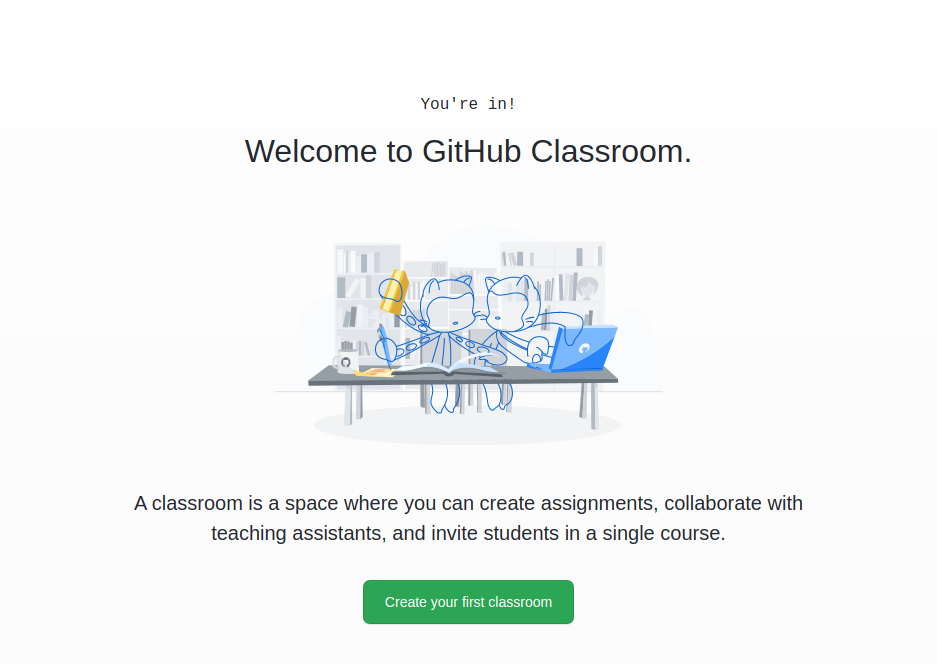 You're in!
Welcome to GitHub Classroom.
A classroom is a space where you can create assignments, collaborate with
teaching assistants, and invite students in a single course.
Create your first classroom